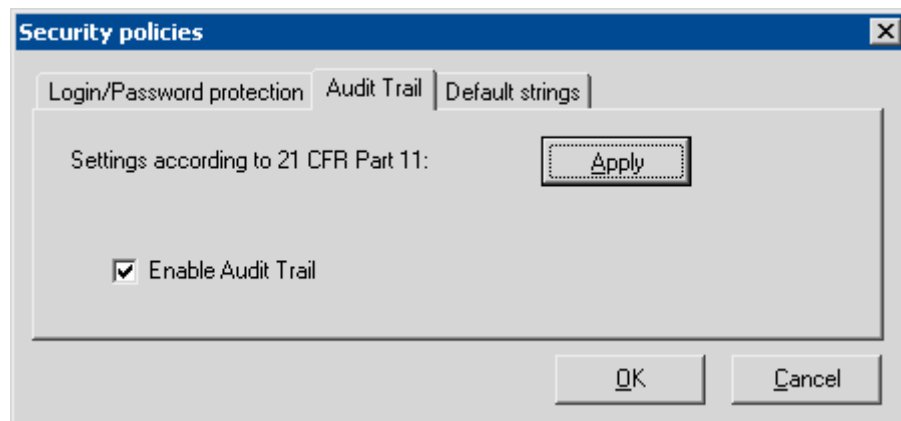 Security policies
Login/Password protection Audit Trail Default strings
Settings according to 21 CFR Part 11: Apply
Enable Audit Trail
OK Cancel